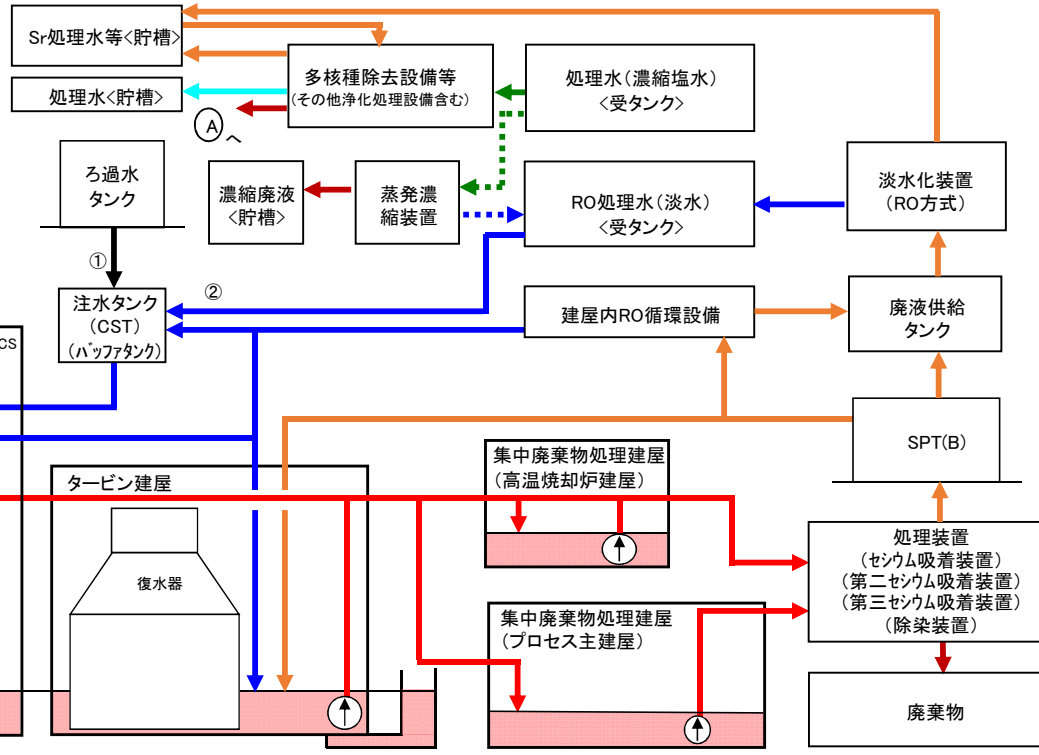 Sr処理水等<貯槽>
処理水<貯槽>
多核種除去設備等
(その他浄化処理設備含む)
処理水(濃縮塩水)
<受タンク>
Aへ
ろ過水
タンク
濃縮廃液
<貯槽>
蒸発濃
縮装置
RO処理水(淡水)
<受タンク>
淡水化装置
(RO方式)
①
②
注水タンク
(CST)
(バッファタンク)
建屋内RO循環設備
廃液供給
タンク
CS
SPT(B)
タービン建屋
復水器
集中廃棄物処理建屋
(高温焼却炉建屋)
集中廃棄物処理建屋
(プロセス主建屋)
処理装置
(セシウム吸着装置)
(第二セシウム吸着装置)
(第三セシウム吸着装置)
(除染装置)
廃棄物